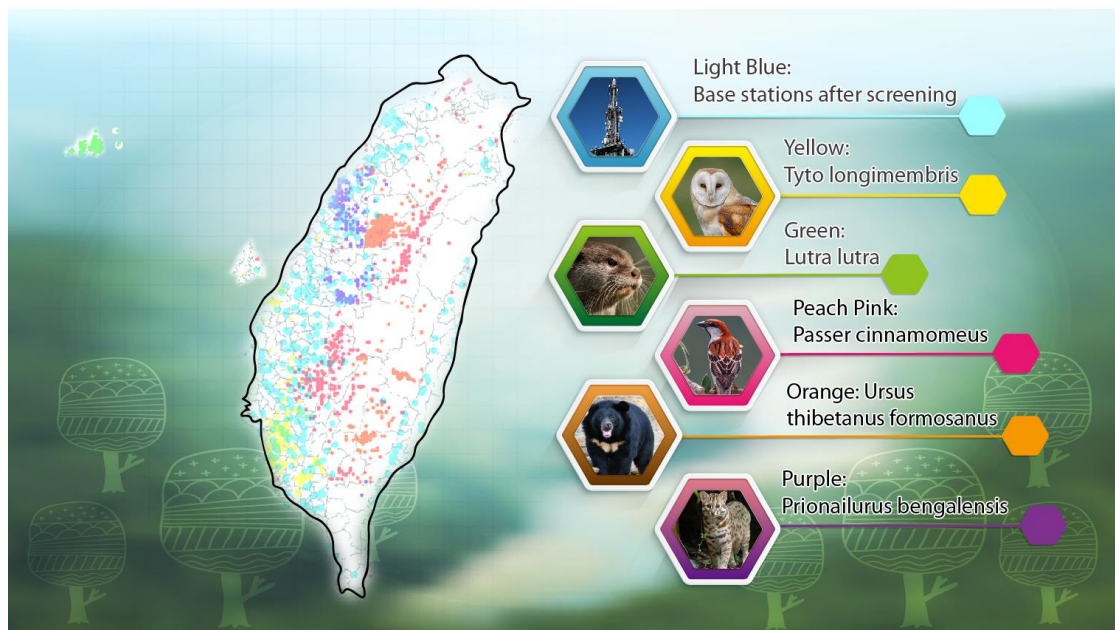 Light Blue:
Base stations after screening
Yellow:
Tyto longimembris
Green:
Lutra lutra
Peach Pink:
Passer cinnamomeus
Orange: Ursus
thibetanus formosanus
Purple:
Prionailurus bengalensis